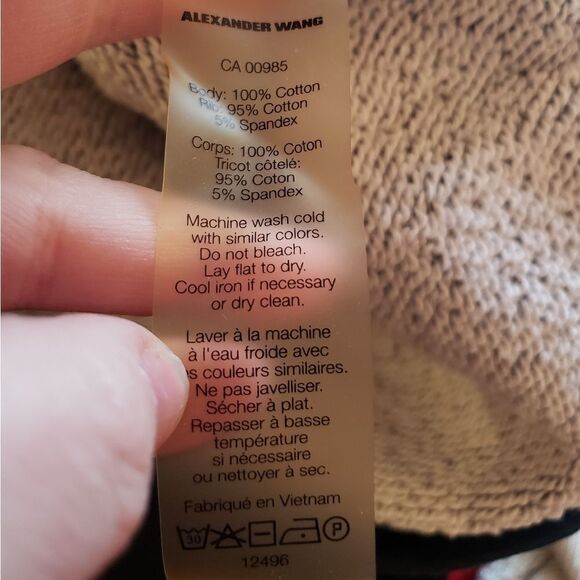 ALEXANDER WANG
CA 00985
Body: 100% Cotton
Rib: 95% Cotton
5% Spandex
Corps: 100% Coton
Tricot côtelé:
95% Coton
5% Spandex
Machine wash cold
with similar colors.
Do not bleach.
Lay flat to dry.
Cool iron if necessary
or dry clean.
Laver à la machine
à l'eau froide avec
s couleurs similaires.
Ne pas javelliser.
Sécher à plat.
Repasser à basse
température
si nécessaire
ou nettoyer à sec.
Fabriqué en Vietnam
30 P
12496